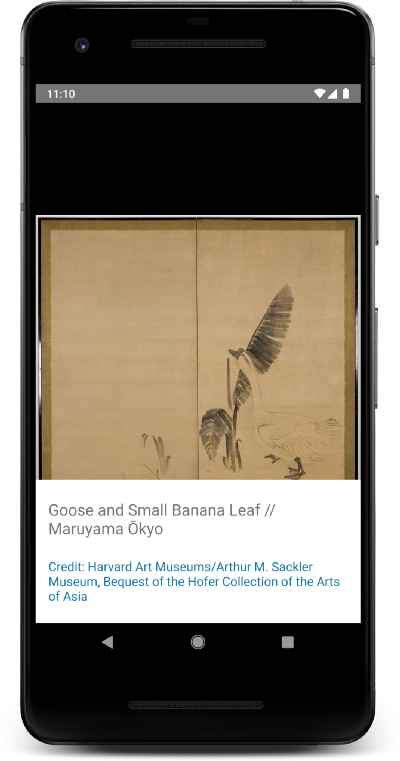 11:10
Goose and Small Banana Leaf //
Maruyama Ōkyo
Credit: Harvard Art Museums/Arthur M. Sackler
Museum, Bequest of the Hofer Collection of the Arts
of Asia